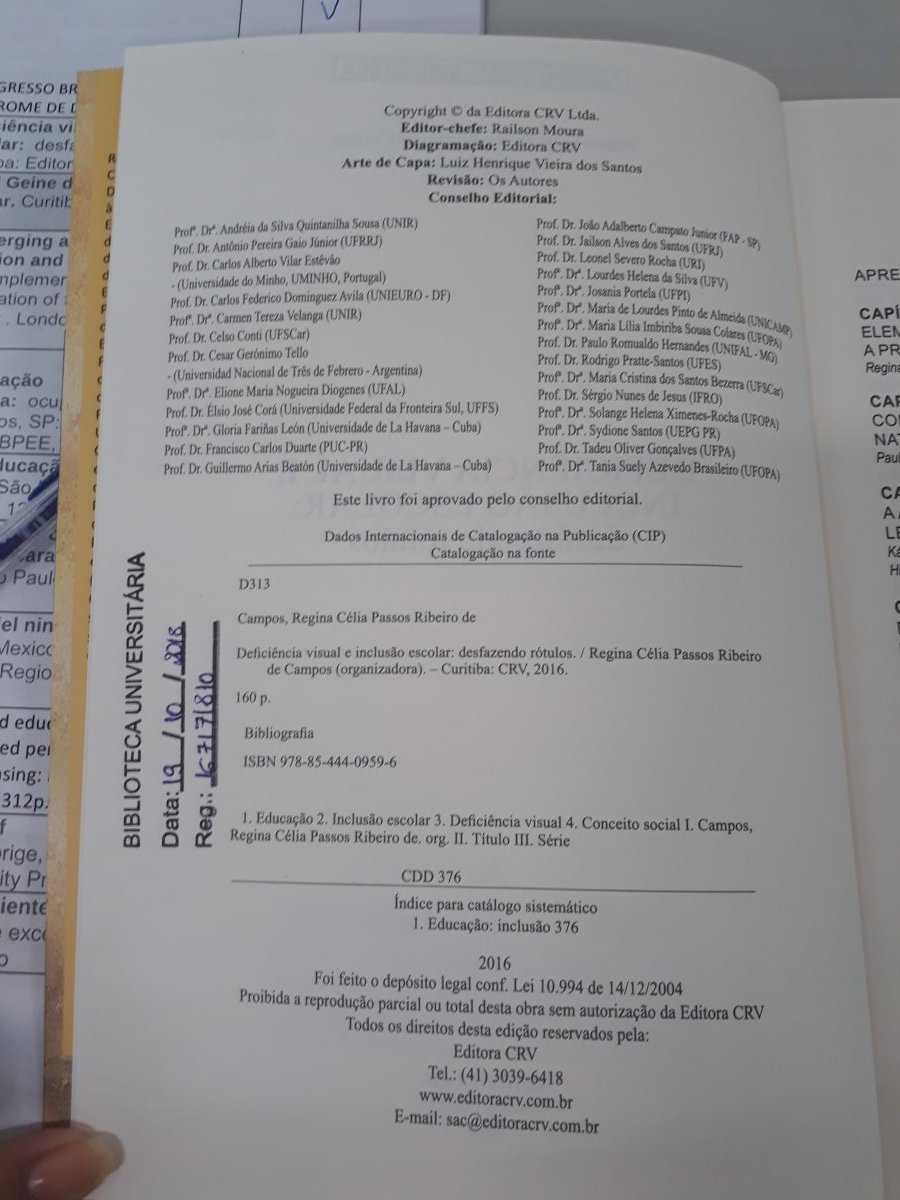 Copyright © da Editora CRV Ltda.
Editor-chefe: Railson Moura
Diagramação: Editora CRV
Arte de Capa: Luiz Henrique Vieira dos Santos
Revisão: Os Autores
Conselho Editorial:
Profª. Drª. Andréia da Silva Quintanilha Sousa (UNIR)
Prof. Dr. Antônio Pereira Gaio Júnior (UFRRJ)
Prof. Dr. Carlos Alberto Vilar Estêvão
- (Universidade do Minho, UMINHO, Portugal)
Prof. Dr. Carlos Federico Dominguez Avila (UNIEURO - DF)
Profª. Drª. Carmen Tereza Velanga (UNIR)
Prof. Dr. Celso Conti (UFSCar)
Prof. Dr. Cesar Gerónimo Tello
- (Universidad Nacional de Três de Febrero - Argentina)
Profª. Drª. Elione Maria Nogueira Diogenes (UFAL)
Prof. Dr. Élsio José Corá (Universidade Federal da Fronteira Sul, UFFS)
Profª. Drª. Gloria Fariñas León (Universidade de La Havana – Cuba)
Prof. Dr. Francisco Carlos Duarte (PUC-PR)
Prof. Dr. Guillermo Arias Beatón (Universidade de La Havana – Cuba)
Prof. Dr. João Adalberto Campato Junior (FAP - SP)
Prof. Dr. Jailson Alves dos Santos (UFRJ)
Prof. Dr. Leonel Severo Rocha (URI)
Profª. Drª. Lourdes Helena da Silva (UFV)
Profª. Drª. Josania Portela (UFPI)
Profª. Drª. Maria de Lourdes Pinto de Almeida (UNICAMP)
Profª. Drª. Maria Lília Imbiriba Sousa Colares (UFOPA)
Prof. Dr. Paulo Romualdo Hernandes (UNIFAL - MG)
Prof. Dr. Rodrigo Pratte-Santos (UFES)
Profª. Drª. Maria Cristina dos Santos Bezerra (UFSCar)
Prof. Dr. Sérgio Nunes de Jesus (IFRO)
Profª. Drª. Solange Helena Ximenes-Rocha (UFOPA)
Profª. Drª. Sydione Santos (UEPG PR)
Prof. Dr. Tadeu Oliver Gonçalves (UFPA)
Profª. Drª. Tania Suely Azevedo Brasileiro (UFOPA)
Este livro foi aprovado pelo conselho editorial.
Dados Internacionais de Catalogação na Publicação (CIP)
Catalogação na fonte
D313
Campos, Regina Célia Passos Ribeiro de
Deficiência visual e inclusão escolar: desfazendo rótulos. / Regina Célia Passos Ribeiro
de Campos (organizadora). – Curitiba: CRV, 2016.
160 p.
Bibliografia
ISBN 978-85-444-0959-6
1. Educação 2. Inclusão escolar 3. Deficiência visual 4. Conceito social I. Campos,
Regina Célia Passos Ribeiro de. org. II. Título III. Série
CDD 376
Índice para catálogo sistemático
1. Educação: inclusão 376
2016
Foi feito o depósito legal conf. Lei 10.994 de 14/12/2004
Proibida a reprodução parcial ou total desta obra sem autorização da Editora CRV
Todos os direitos desta edição reservados pela:
Editora CRV
Tel.: (41) 3039-6418
www.editoracrv.com.br
E-mail: sac@editoracrv.com.br
BIBLIOTECA UNIVERSITÁRIA
Data: 19/10/2018
Reg.:
APRE
CAPÍ
ELEM
A PR
Regina
CAP
CO
NAT
Paul
CA
A
LE
Ká